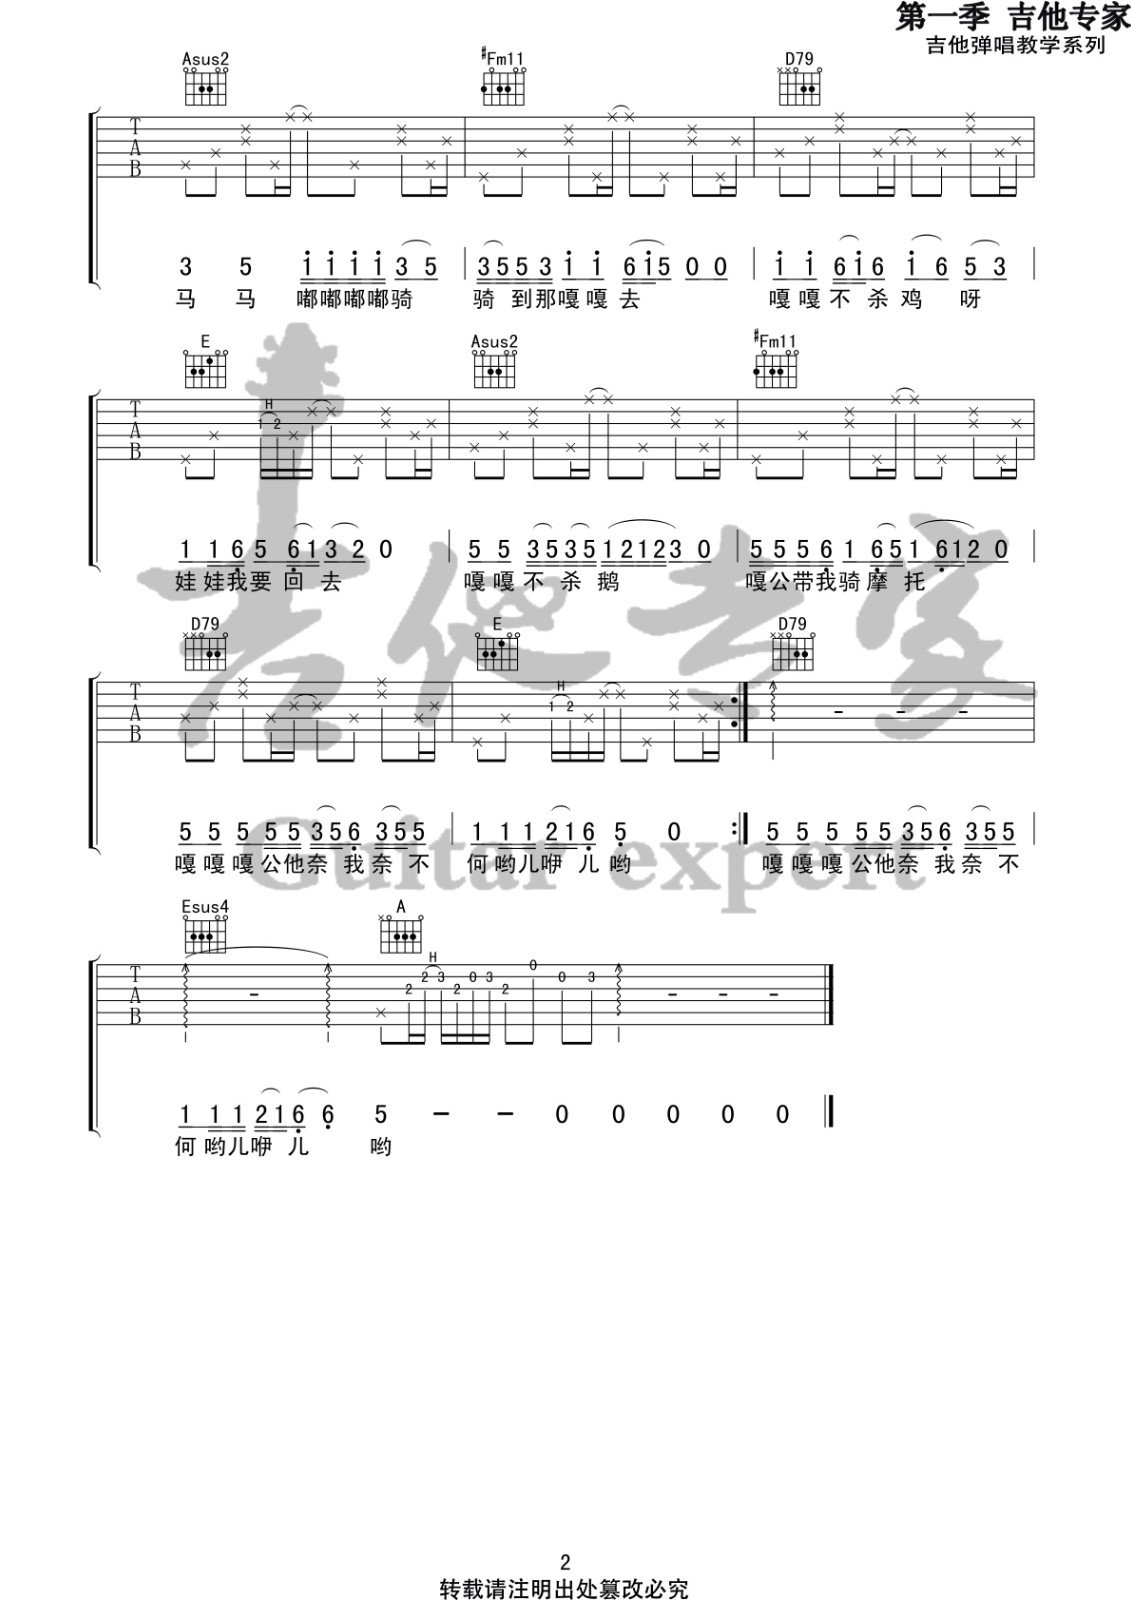 第一季 吉他专家
吉他弹唱教学系列
Asus2 #Fm11 D79
T
A
B
3 5 1 1 1 1 3 5 | 3 5 5 3 1 1 6 1 5 0 0 | 1 1 6 1 6 1 6 5 3 |
马 马 嘟嘟嘟嘟骑 骑 到那嘎嘎去 嘎嘎不 杀 鸡 呀
E Asus2 #Fm11
H
T 1 2
A
B
1 1 6 5 6 1 3 2 0 | 5 5 3 5 3 5 1 2 1 2 3 0 | 5 5 5 6 1 6 5 1 6 1 2 0 |
娃 娃我要 回 去 嘎嘎不 杀 鹅 嘎公带我骑摩 托
D79 E D79
H
T
A 1 2 - - -
B
5 5 5 5 5 3 5 6 3 5 5 | 1 1 1 2 1 6 5 0 :| 5 5 5 5 5 3 5 6 3 5 5
嘎嘎嘎公他奈 我奈 不 何哟儿咿 儿哟 嘎嘎嘎公他奈 我奈 不
Esus4 A
H
T 2 3 0 3 0 0 3
A - 2 2 2 - - -
B
1 1 1 2 1 6 6 5 - - 0 0 0 0 0
何 哟儿咿 儿 哟
吉他专家
Guitar expert
2
转载请注明出处篡改必究